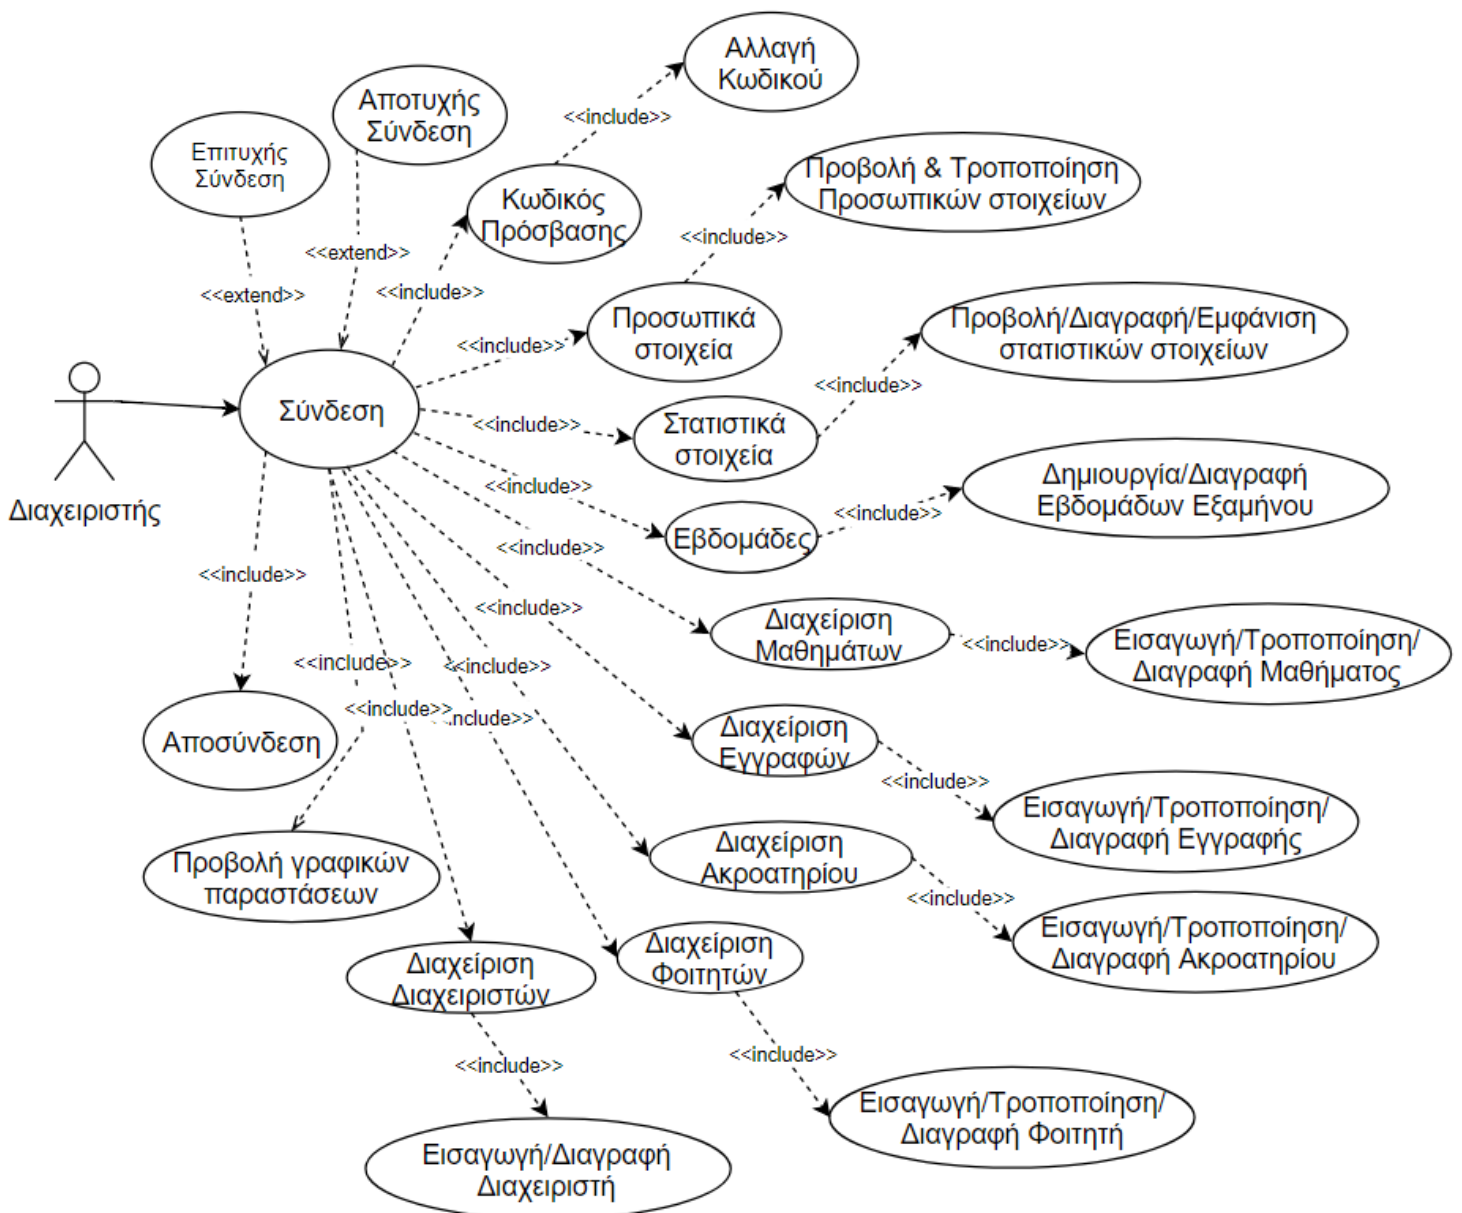 Αλλαγή
Κωδικού
Αποτυχής
Σύνδεση
<<include>>
Επιτυχής
Σύνδεση
Προβολή & Τροποποίηση
Προσωπικών στοιχείων
Κωδικός
Πρόσβασης
<<include>>
<<extend>>
<<extend>>
<<include>>
Προσωπικά
στοιχεία
<<include>>
Προβολή/Διαγραφή/Εμφάνιση
στατιστικών στοιχείων
<<include>>
Σύνδεση
<<include>>
Στατιστικά
στοιχεία
Διαχειριστής
<<include>>
Δημιουργία/Διαγραφή
Εβδομάδων Εξαμήνου
<<include>>
Εβδομάδες
<<include>>
<<include>>
<<include>>
Διαχείριση
Μαθημάτων
<<include>>
Εισαγωγή/Τροποποίηση/
Διαγραφή Μαθήματος
<<include>>
<<include>>
<<include>>
<<include>>
Αποσύνδεση
Διαχείριση
Εγγραφών
<<include>>
Εισαγωγή/Τροποποίηση/
Διαγραφή Εγγραφής
Προβολή γραφικών
παραστάσεων
Διαχείριση
Ακροατηρίου
<<include>>
Εισαγωγή/Τροποποίηση/
Διαγραφή Ακροατηρίου
Διαχείριση
Διαχειριστών
Διαχείριση
Φοιτητών
<<include>>
<<include>>
Εισαγωγή/Τροποποίηση/
Διαγραφή Φοιτητή
Εισαγωγή/Διαγραφή
Διαχειριστή